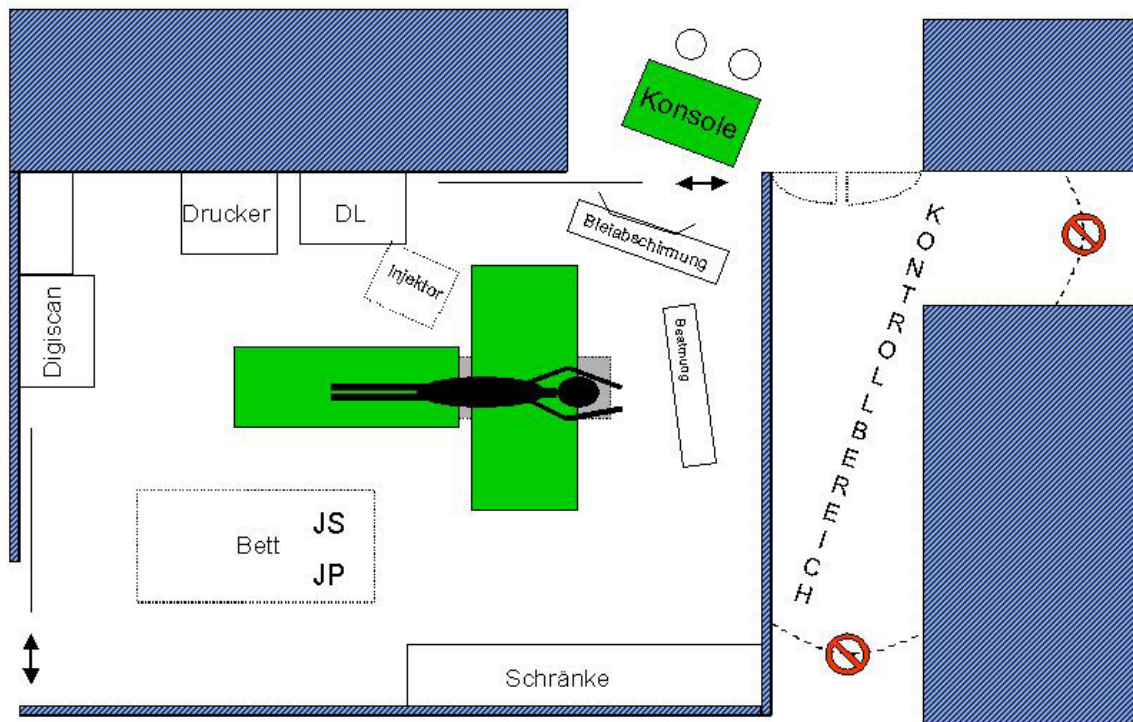 Konsole
Drucker
DL
Bleiabschirmung
KONTROLLBEREICH
Injektor
Digiscan
Beatmung
JS
Bett
JP
Schränke